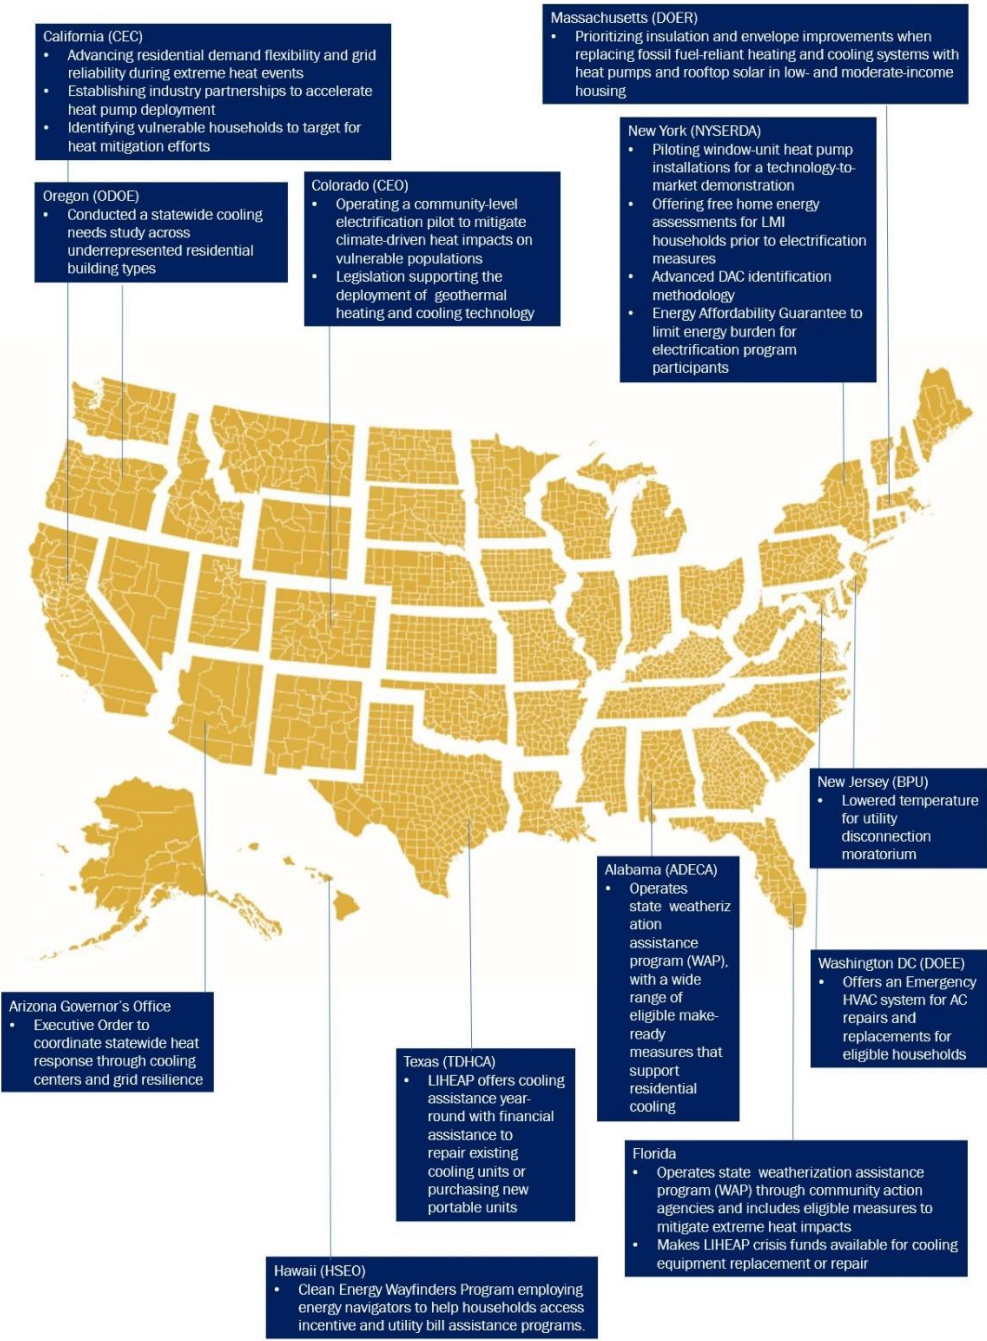 California (CEC)
• Advancing residential demand flexibility and grid
reliability during extreme heat events
• Establishing industry partnerships to accelerate
heat pump deployment
• Identifying vulnerable households to target for
heat mitigation efforts
Massachusetts (DOER)
• Prioritizing insulation and envelope improvements when
replacing fossil fuel-reliant heating and cooling systems with
heat pumps and rooftop solar in low- and moderate-income
housing
Oregon (ODOE)
• Conducted a statewide cooling
needs study across
underrepresented residential
building types
Colorado (CEO)
• Operating a community-level
electrification pilot to mitigate
climate-driven heat impacts on
vulnerable populations
• Legislation supporting the
deployment of geothermal
heating and cooling technology
New York (NYSERDA)
• Piloting window-unit heat pump
installations for a technology-to-
market demonstration
• Offering free home energy
assessments for LMI
households prior to electrification
measures
• Advanced DAC identification
methodology
• Energy Affordability Guarantee to
limit energy burden for
electrification program
participants
New Jersey (BPU)
• Lowered temperature
for utility
disconnection
moratorium
Alabama (ADECA)
• Operates
state weatheriz
ation
assistance
program (WAP),
with a wide
range of
eligible make-
ready
measures that
support
residential
cooling
Washington DC (DOEE)
• Offers an Emergency
HVAC system for AC
repairs and
replacements for
eligible households
Arizona Governor's Office
• Executive Order to
coordinate statewide heat
response through cooling
centers and grid resilience
Texas (TDHCA)
• LIHEAP offers cooling
assistance year-
round with financial
assistance to
repair existing
cooling units or
purchasing new
portable units
Florida
• Operates state weatherization assistance
program (WAP) through community action
agencies and includes eligible measures to
mitigate extreme heat impacts
• Makes LIHEAP crisis funds available for cooling
equipment replacement or repair
Hawaii (HSEO)
• Clean Energy Wayfinders Program employing
energy navigators to help households access
incentive and utility bill assistance programs.